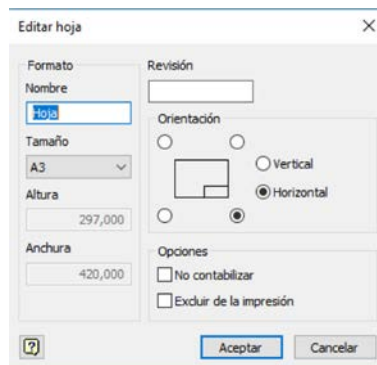 Editar hoja
Formato
Nombre
Hoja
Tamaño
A3
Altura
297,000
Anchura
420,000
Revisión
Orientación
Vertical
Horizontal
Opciones
No contabilizar
Excluir de la impresión
Aceptar
Cancelar